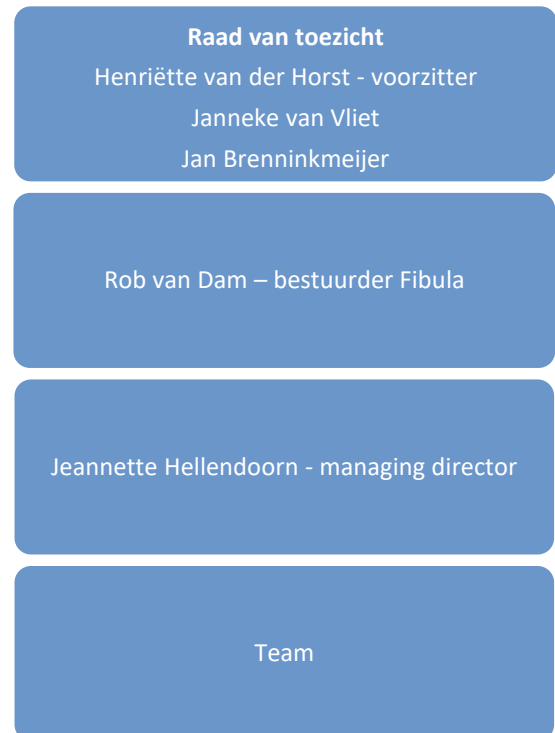 Raad van toezicht
Henriëtte van der Horst - voorzitter
Janneke van Vliet
Jan Brenninkmeijer
Rob van Dam – bestuurder Fibula
Jeannette Hellendoorn - managing director
Team